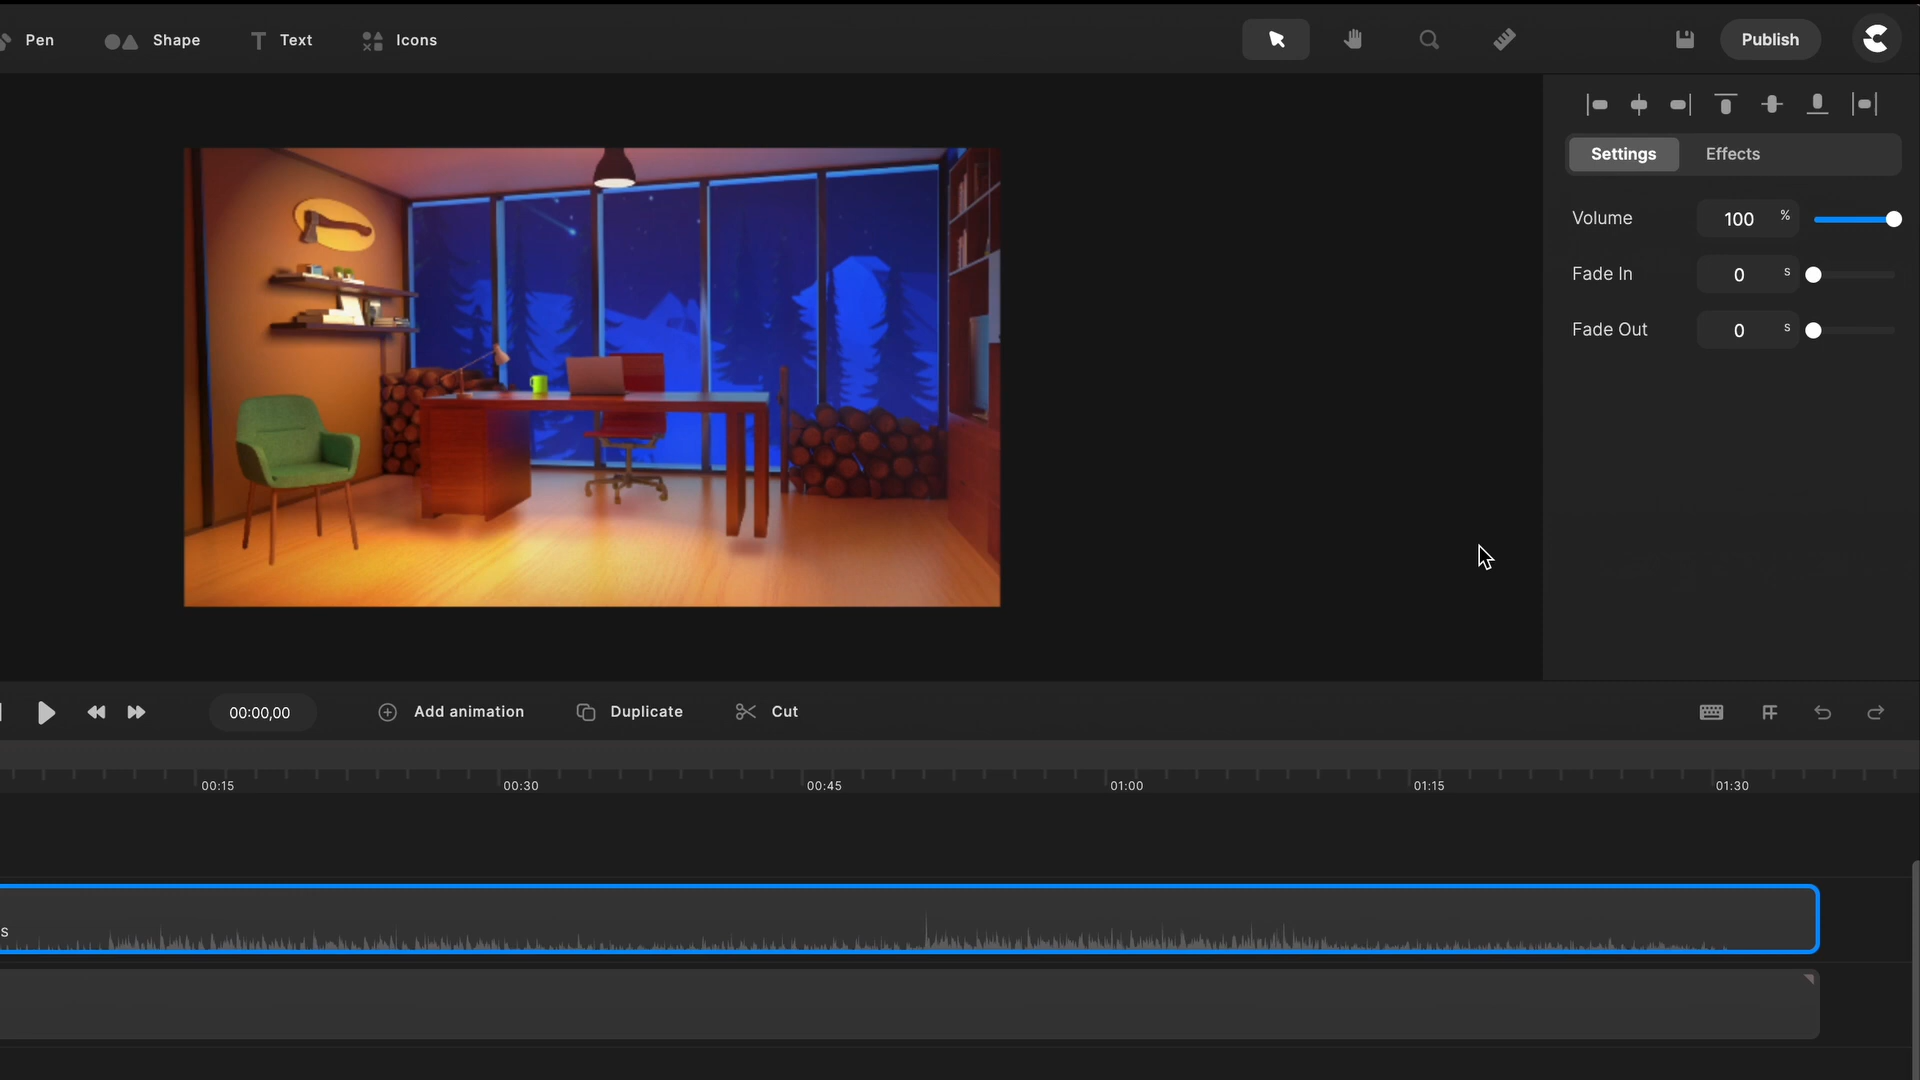 Pen
Shape
Text
Icons
Publish
Settings
Effects
Volume
100 %
Fade In
0 s
Fade Out
0 s
00:00,00
Add animation
Duplicate
Cut
00:15
00:30
00:45
01:00
01:15
01:30
s